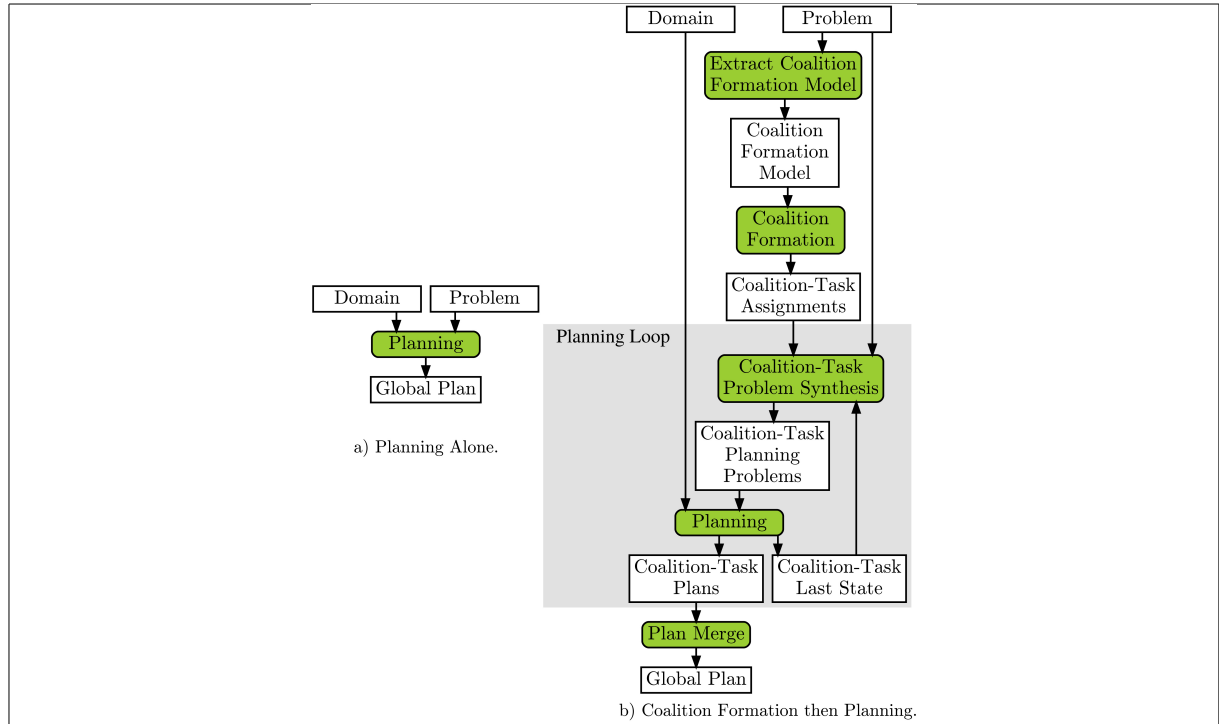 Domain
Problem
Planning
Global Plan
a) Planning Alone.
Domain
Problem
Extract Coalition
Formation Model
Coalition
Formation
Model
Coalition
Formation
Coalition-Task
Assignments
Planning Loop
Coalition-Task
Problem Synthesis
Coalition-Task
Planning
Problems
Planning
Coalition-Task
Plans
Coalition-Task
Last State
Plan Merge
Global Plan
b) Coalition Formation then Planning.